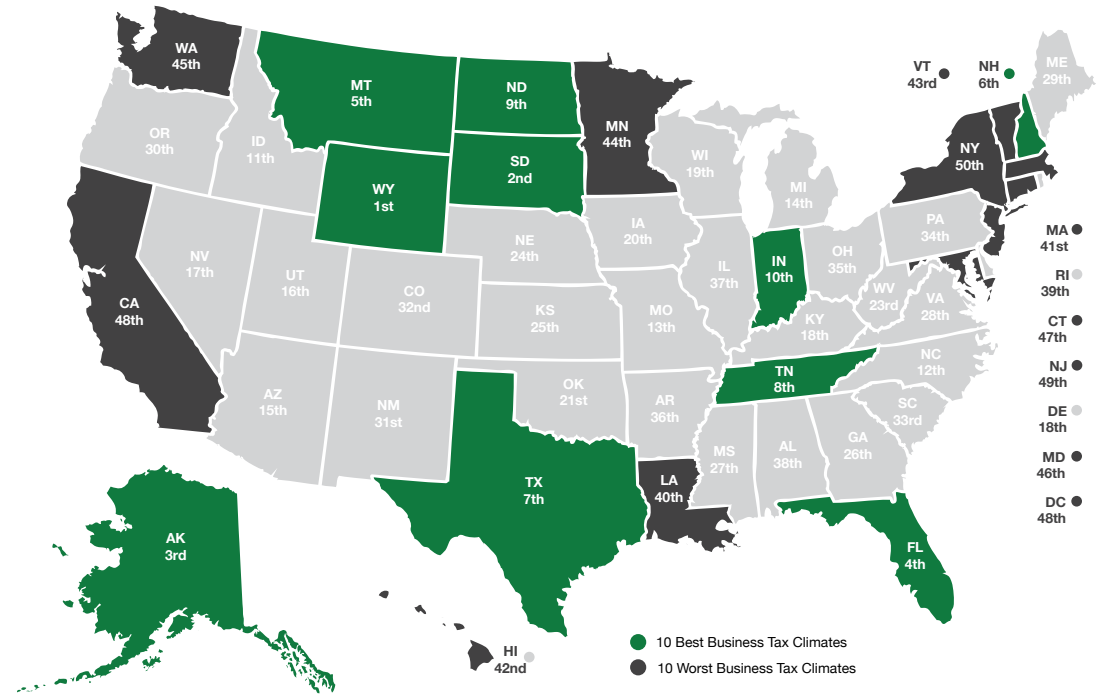 WA
45th
MT
5th
ND
9th
MN
44th
VT
43rd
NH
6th
ME
29th
OR
30th
ID
11th
WY
1st
SD
2nd
WI
19th
MI
14th
NY
50th
CA
48th
NV
17th
UT
16th
CO
32nd
NE
24th
IA
20th
IL
37th
IN
10th
OH
35th
PA
34th
MA
41st
RI
39th
CT
47th
NJ
49th
DE
18th
MD
46th
DC
48th
KS
25th
MO
13th
KY
18th
WV
23rd
VA
28th
AZ
15th
NM
31st
OK
21st
AR
36th
TN
8th
NC
12th
SC
33rd
TX
7th
LA
40th
MS
27th
AL
38th
GA
26th
FL
4th
AK
3rd
HI
42nd
10 Best Business Tax Climates
10 Worst Business Tax Climates